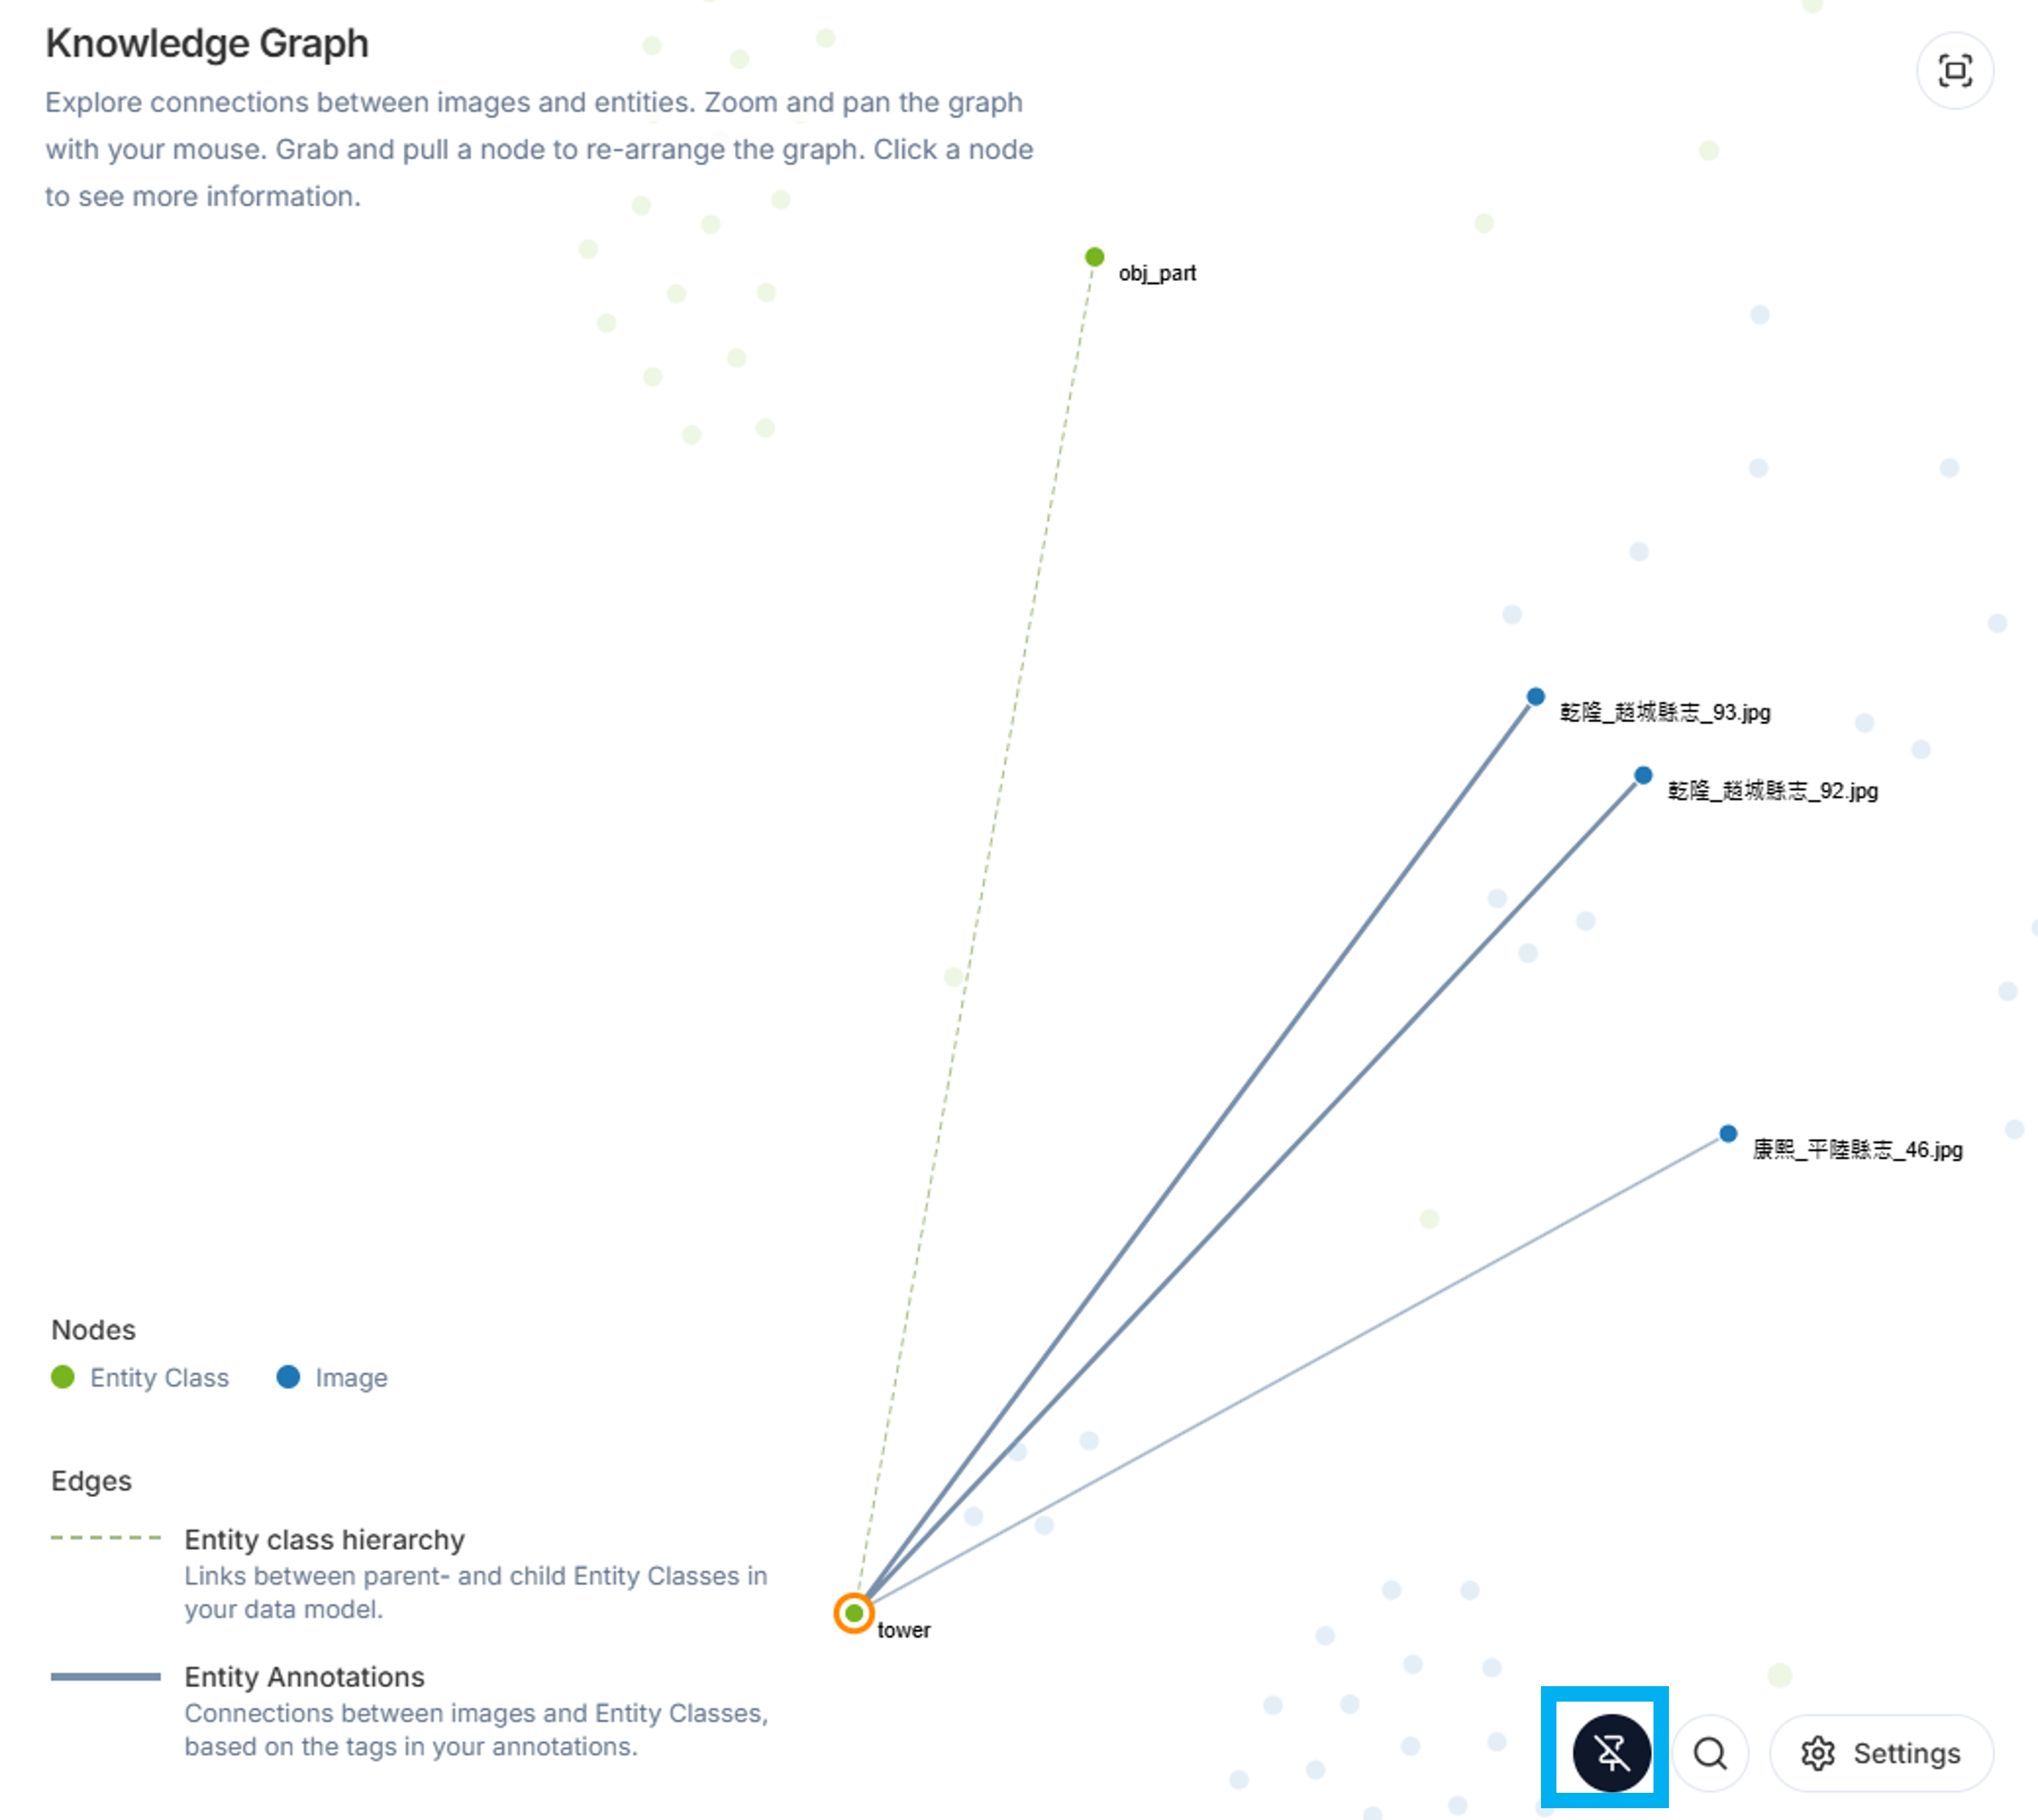 Knowledge Graph
Explore connections between images and entities. Zoom and pan the graph
with your mouse. Grab and pull a node to re-arrange the graph. Click a node
to see more information.
obj_part
乾隆_趙城縣志_93.jpg
乾隆_趙城縣志_92.jpg
康熙_平陸縣志_46.jpg
Nodes
Entity Class
Image
Edges
Entity class hierarchy
Links between parent- and child Entity Classes in
your data model.
tower
Entity Annotations
Connections between images and Entity Classes,
based on the tags in your annotations.
Settings